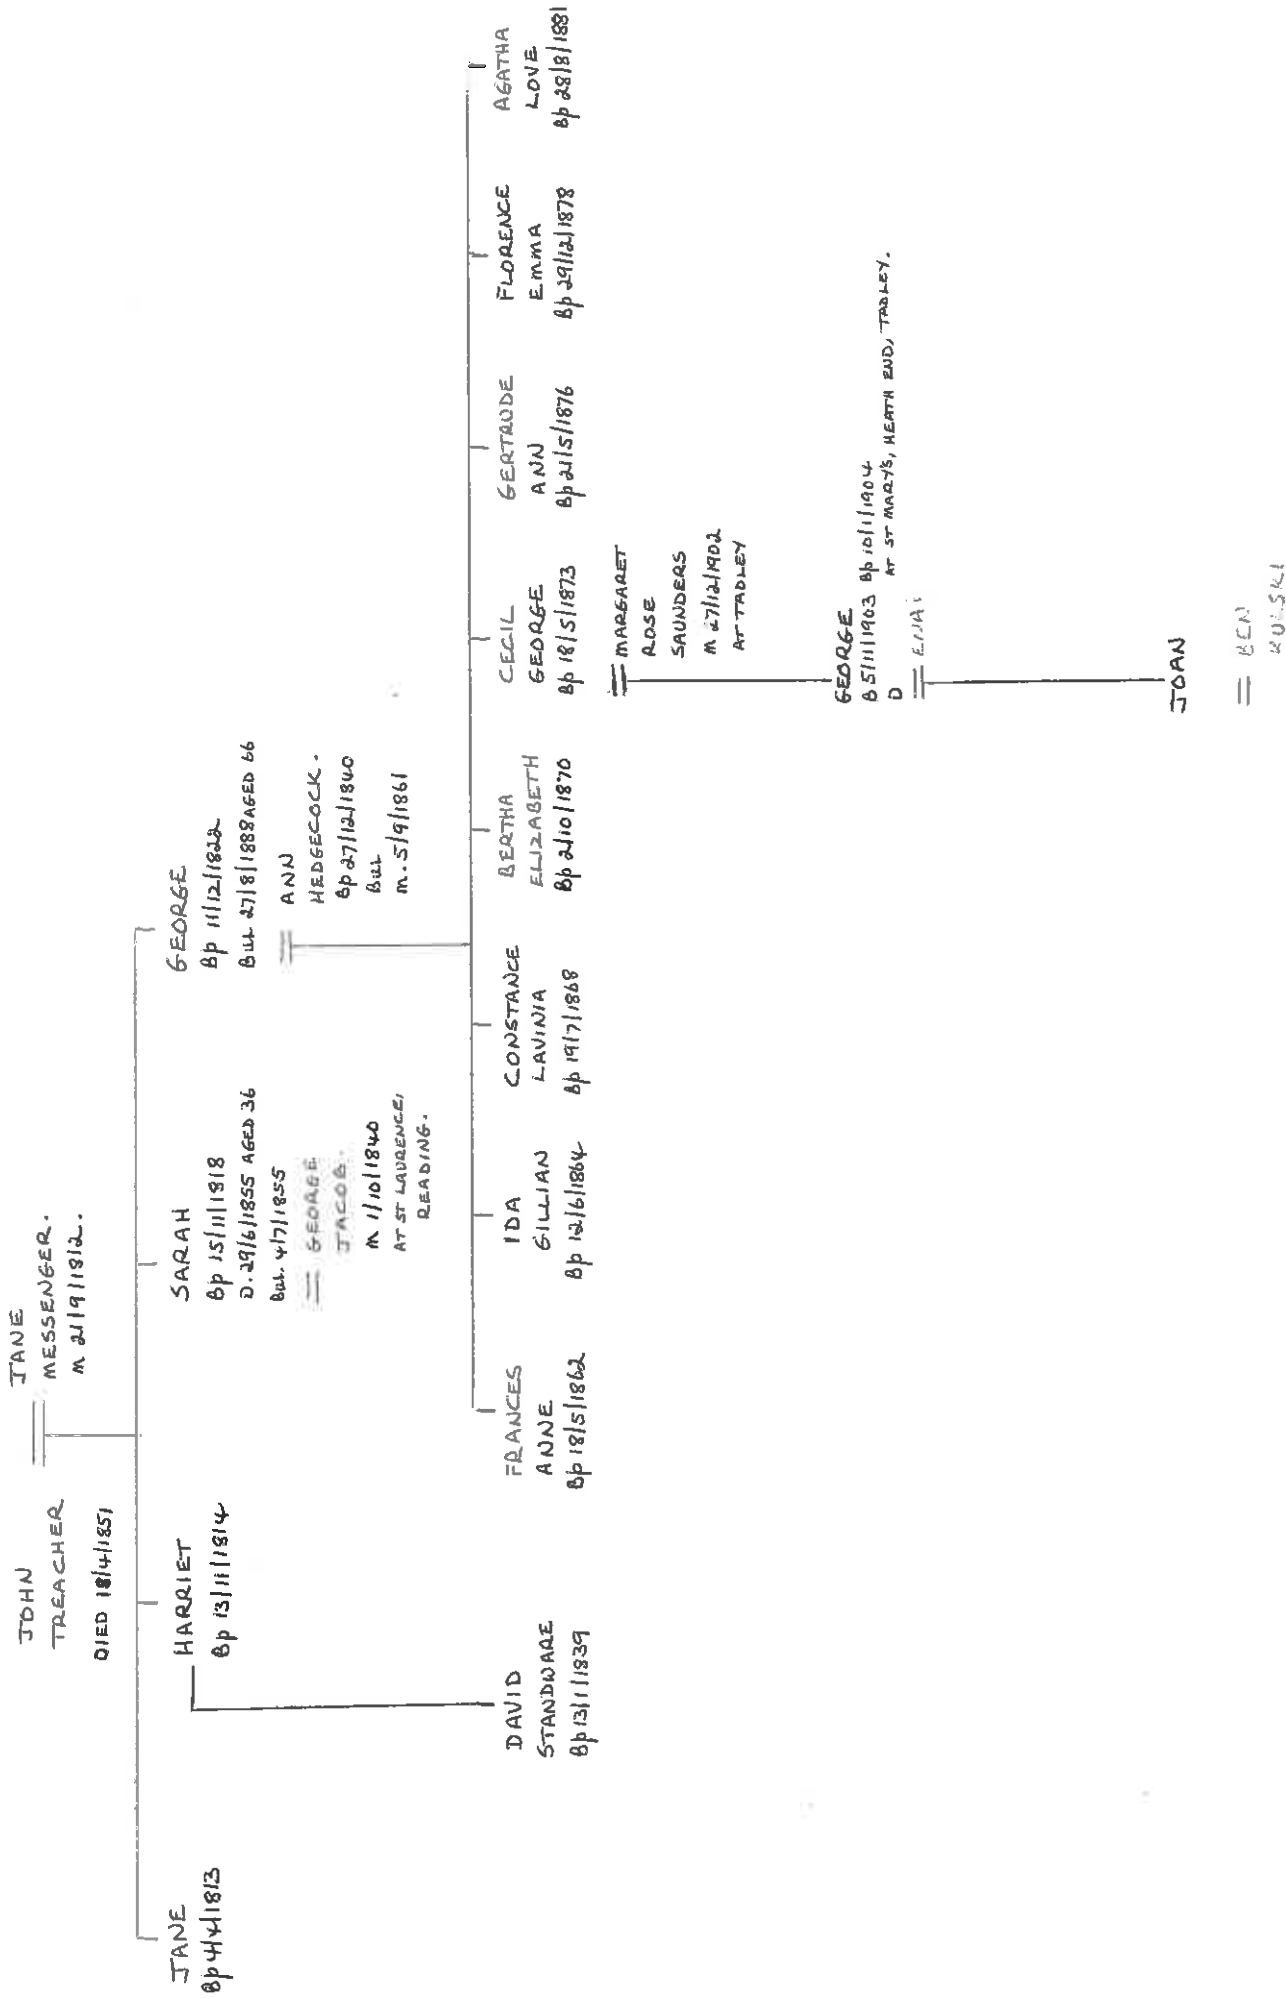 JOHN
TREACHER
DIED 18/4/1851
JANE
MESSENGER.
M 21/9/1812.
JANE
Bp 4/4/1813
HARRIET
Bp 13/11/1814
SARAH
Bp 15/11/1818
D. 29/6/1855 AGED 36
Bur. 4/7/1855
GEORGE
JACOB.
M 1/10/1840
AT ST LAURENCE,
READING.
GEORGE
Bp 11/12/1822
Bur 27/8/1888 AGED 66
ANN
HEDGECOCK.
Bp 27/12/1840
Bur
M. 5/9/1861
DAVID
STANDWARE
Bp 13/1/1839
FRANCES
ANNE
Bp 18/5/1862
IDA
GILLIAN
Bp 12/6/1864
CONSTANCE
LAVINIA
Bp 19/7/1868
BERTHA
ELIZABETH
Bp 2/10/1870
CECIL
GEORGE
Bp 18/5/1873
GERTRUDE
ANN
Bp 21/5/1876
FLORENCE
EMMA
Bp 29/12/1878
AGATHA
LOVE
Bp 28/8/1881
MARGARET
ROSE
SAUNDERS
M 27/12/1902
AT TADLEY
GEORGE
B 5/11/1903 Bp 10/1/1904
AT ST MARY'S, HEATH END, TADLEY.
D
JOAN
BEN